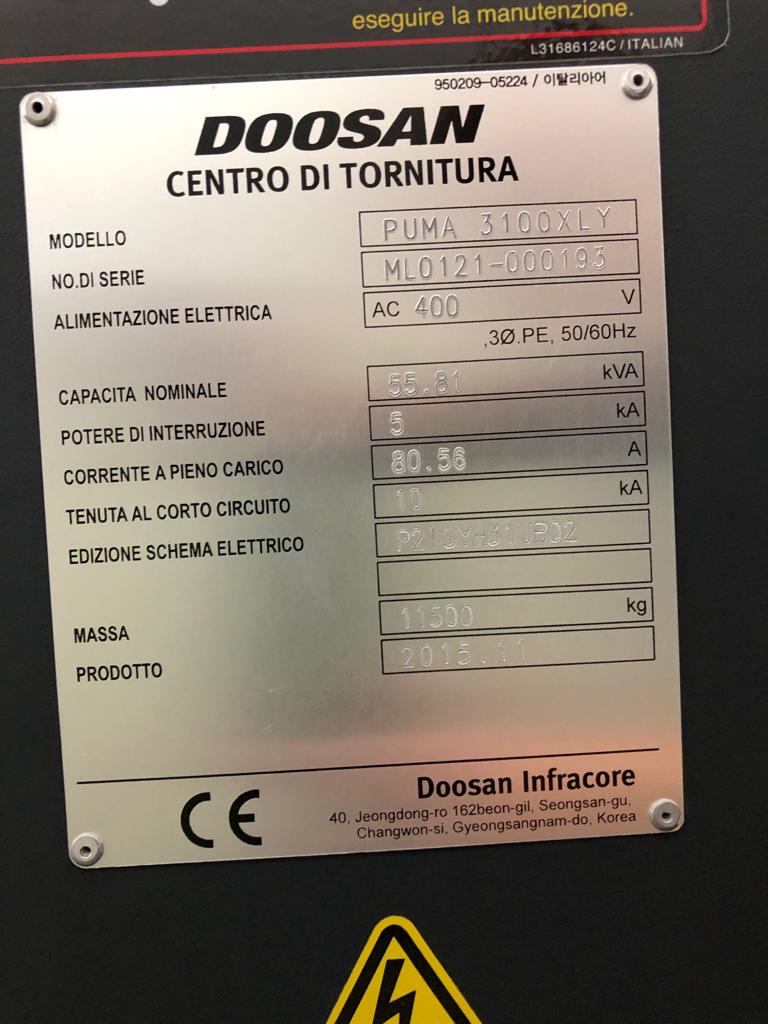 eseguire la manutenzione.
L31686124C / ITALIAN
950209-05224 / 이탈리아어
DOOSAN
CENTRO DI TORNITURA
MODELLO PUMA 3100XLY
NO.DI SERIE ML0121-000193
ALIMENTAZIONE ELETTRICA AC 400 V
,3Ø.PE, 50/60Hz
CAPACITA NOMINALE 55.81 kVA
POTERE DI INTERRUZIONE 5 kA
CORRENTE A PIENO CARICO 80.56 A
TENUTA AL CORTO CIRCUITO 10 kA
EDIZIONE SCHEMA ELETTRICO
MASSA 11500 kg
PRODOTTO 2015.11
Doosan Infracore
CE
40, Jeongdong-ro 162beon-gil, Seongsan-gu,
Changwon-si, Gyeongsangnam-do, Korea